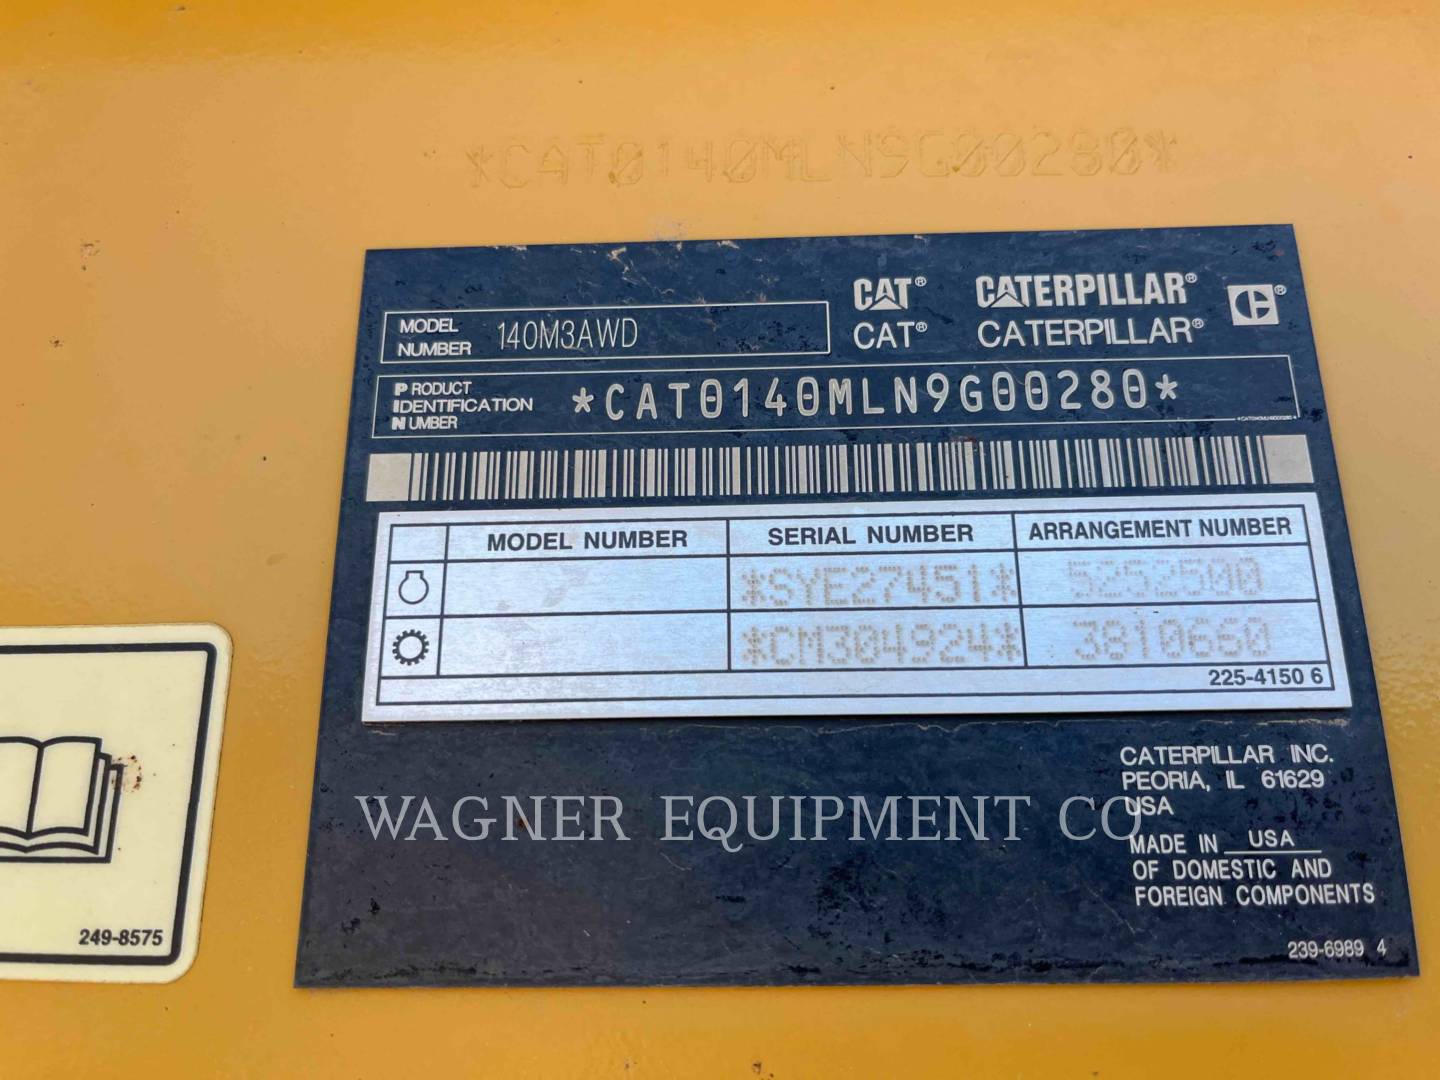 *CAT0140MLN9G00280*
CAT® CATERPILLAR®
CAT® CATERPILLAR®
MODEL NUMBER 140M3AWD
PRODUCT IDENTIFICATION NUMBER *CAT0140MLN9G00280*
*CAT0140MLN9G00280*
MODEL NUMBER SERIAL NUMBER ARRANGEMENT NUMBER
*SYE27451* 5252500
*CM304924* 3810660
225-4150 6
CATERPILLAR INC.
PEORIA, IL 61629
USA
WAGNER EQUIPMENT CO
MADE IN USA
OF DOMESTIC AND
FOREIGN COMPONENTS
239-6989 4
249-8575